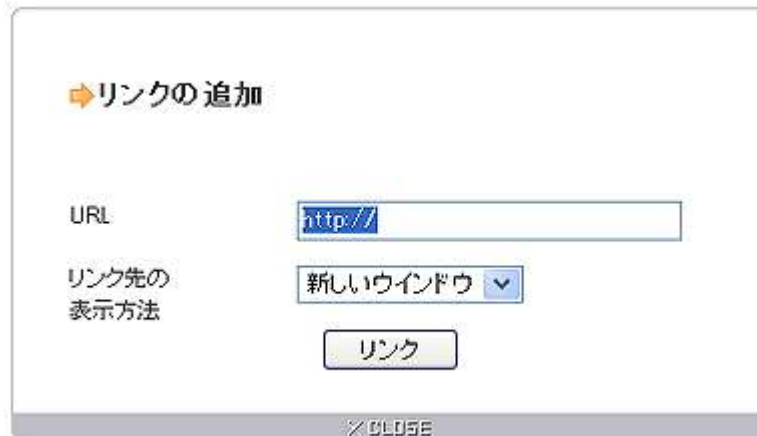 リンクの追加
URL
http://
リンク先の
表示方法
新しいウインドウ
リンク
×CLOSE